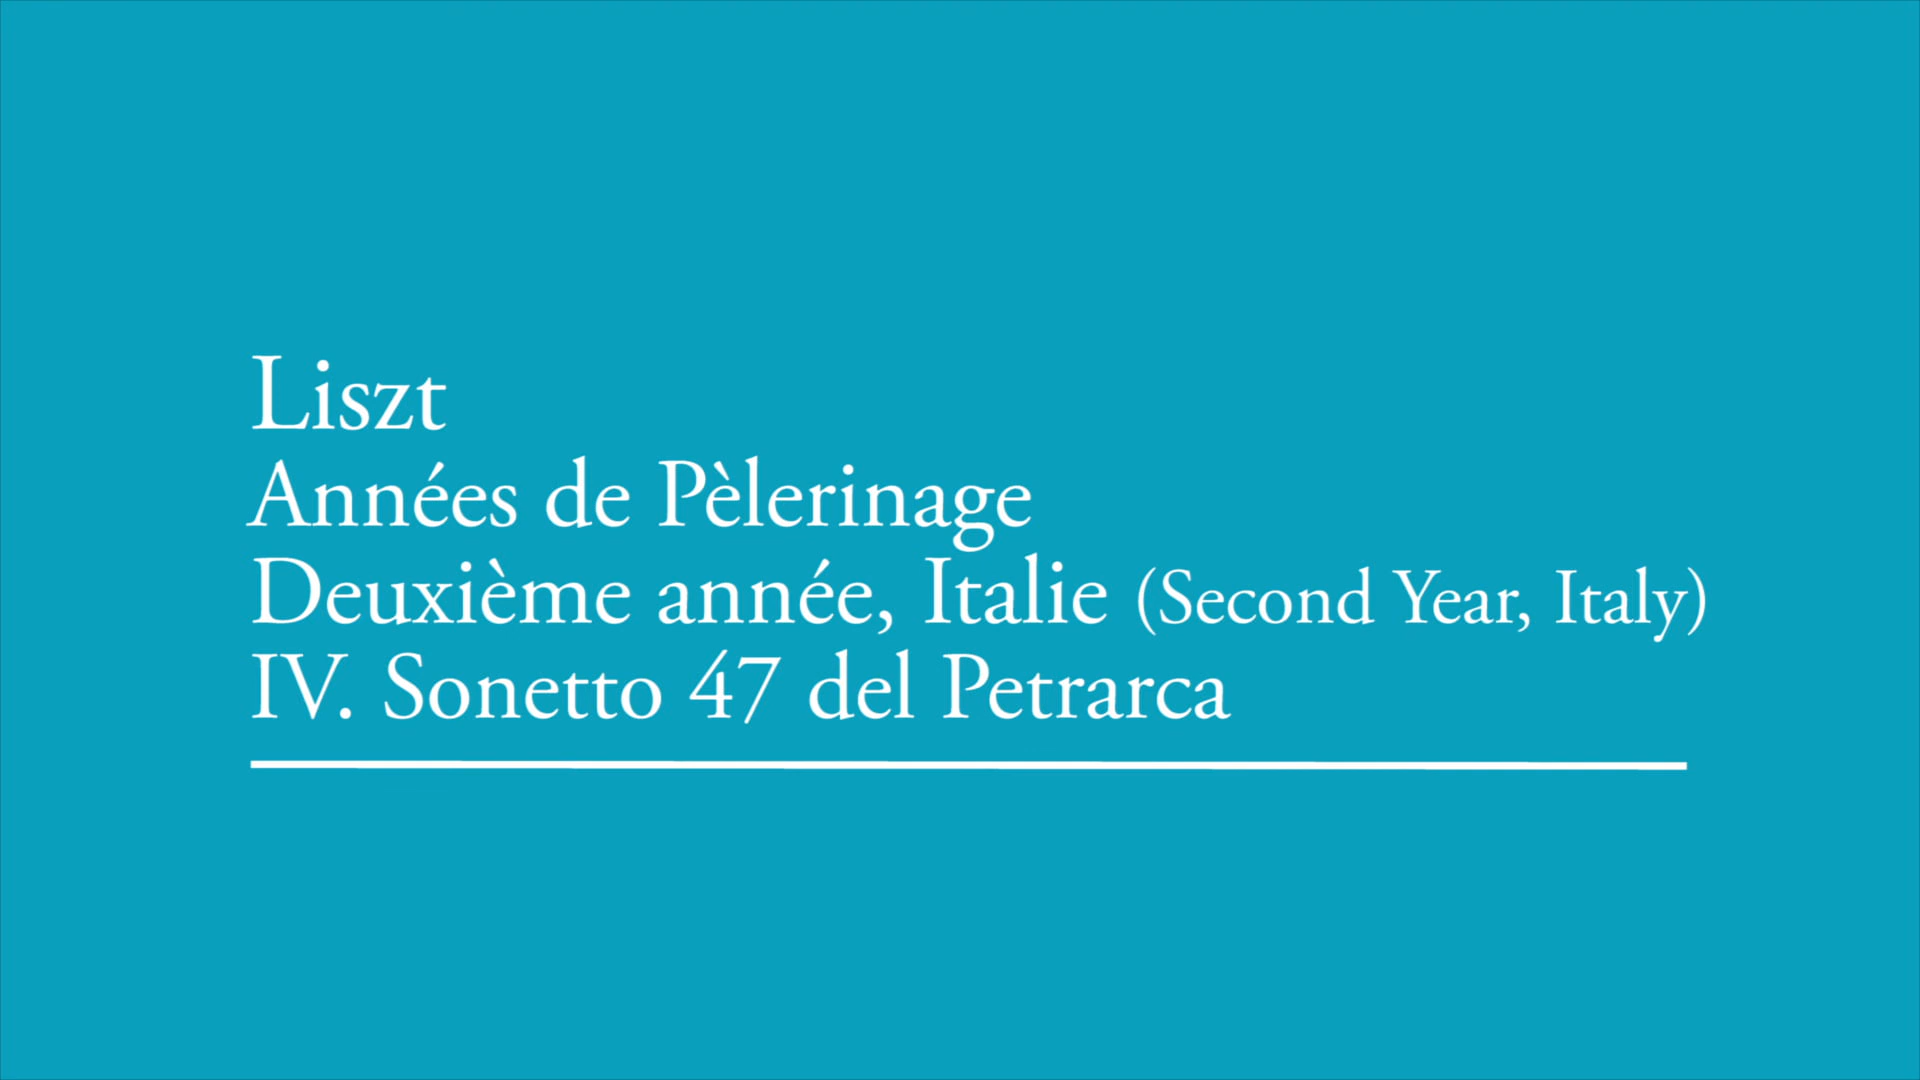 Liszt
Années de Pèlerinage
Deuxième année, Italie (Second Year, Italy)
IV. Sonetto 47 del Petrarca